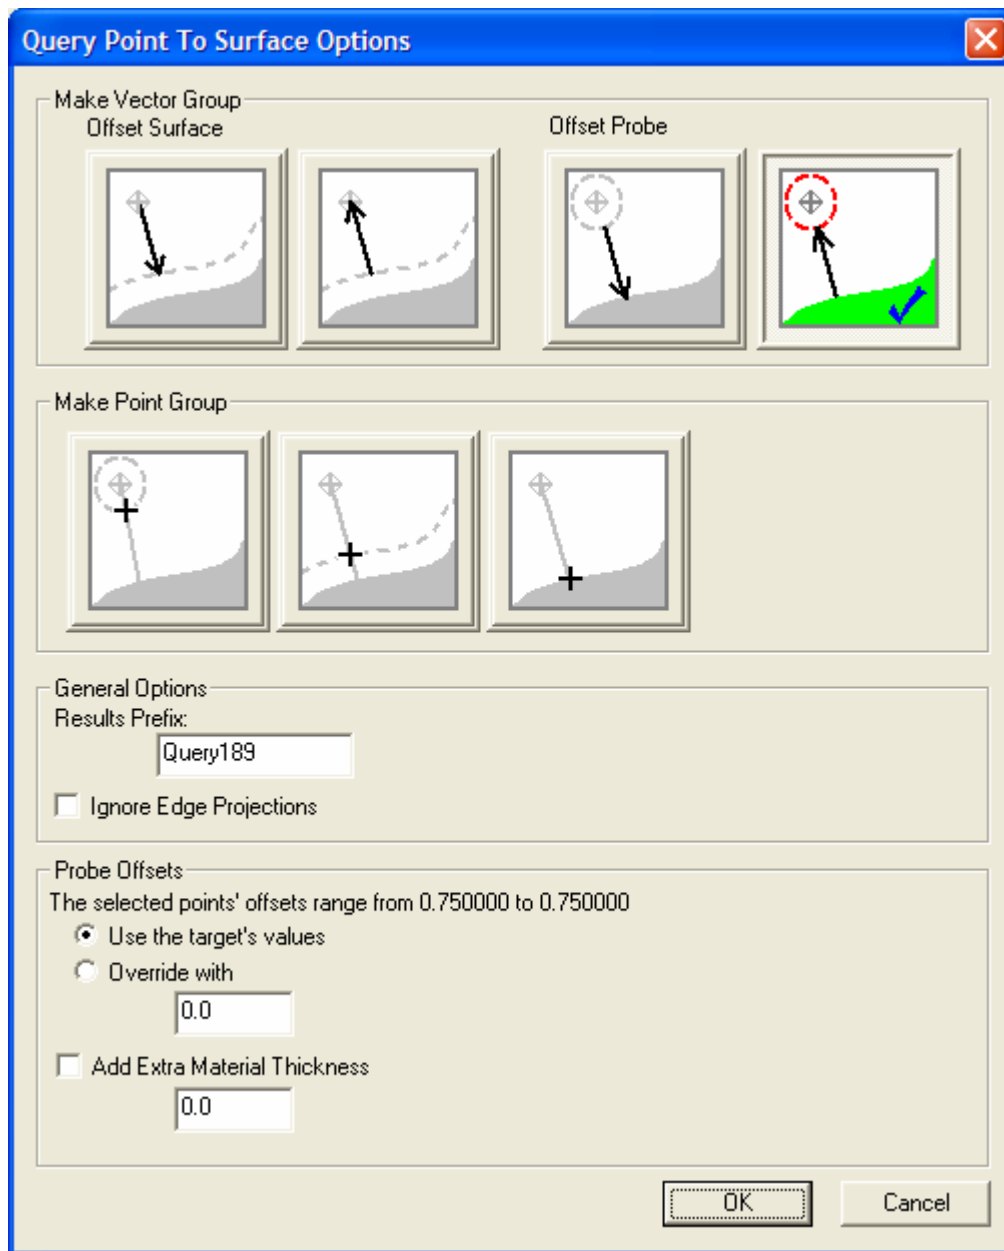 Query Point To Surface Options
Make Vector Group
Offset Surface
Offset Probe
Make Point Group
General Options
Results Prefix:
Query189
Ignore Edge Projections
Probe Offsets
The selected points' offsets range from 0.750000 to 0.750000
Use the target's values
Override with
0.0
Add Extra Material Thickness
0.0
OK
Cancel